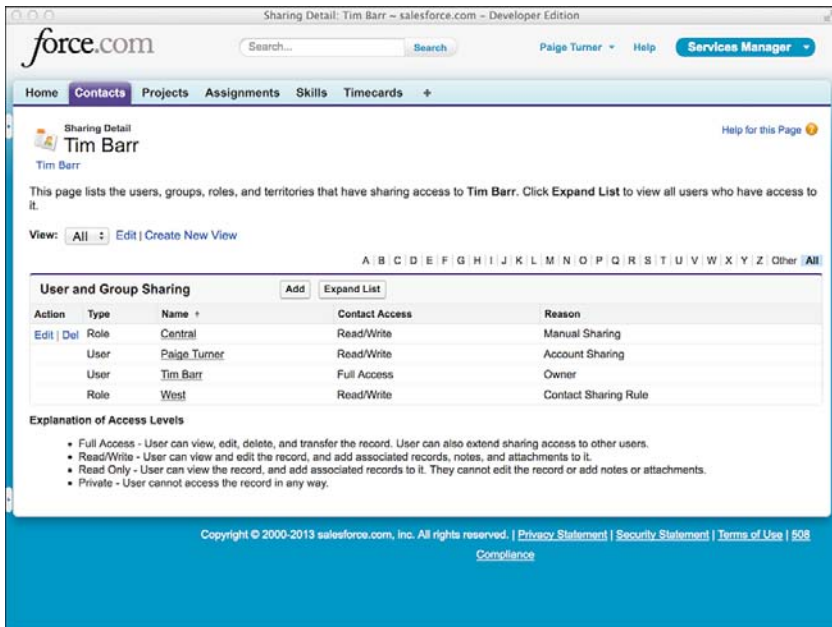 Sharing Detail: Tim Barr ~ salesforce.com - Developer Edition
force.com
Search...
Search
Paige Turner
Help
Services Manager
Home Contacts Projects Assignments Skills Timecards +
Sharing Detail
Tim Barr
Help for this Page
Tim Barr
This page lists the users, groups, roles, and territories that have sharing access to Tim Barr. Click Expand List to view all users who have access to
it.
View: All Edit | Create New View
A | B | C | D | E | F | G | H | I | J | K | L | M | N | O | P | Q | R | S | T | U | V | W | X | Y | Z | Other All
User and Group Sharing Add Expand List
Action Type Name ↑ Contact Access Reason
Edit | Del Role Central Read/Write Manual Sharing
User Paige Turner Read/Write Account Sharing
User Tim Barr Full Access Owner
Role West Read/Write Contact Sharing Rule
Explanation of Access Levels
• Full Access - User can view, edit, delete, and transfer the record. User can also extend sharing access to other users.
• Read/Write - User can view and edit the record, and add associated records, notes, and attachments to it.
• Read Only - User can view the record, and add associated records to it. They cannot edit the record or add notes or attachments.
• Private - User cannot access the record in any way.
Copyright © 2000-2013 salesforce.com, inc. All rights reserved. | Privacy Statement | Security Statement | Terms of Use | 508
Compliance